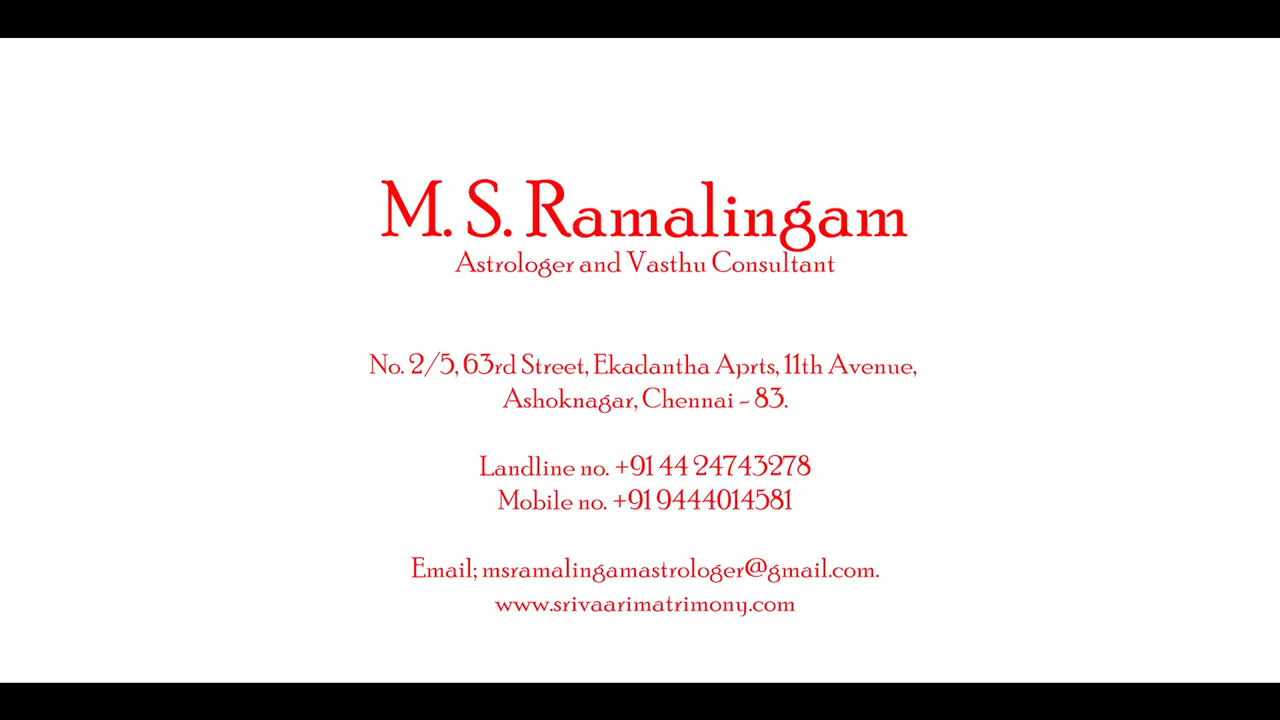 M. S. Ramalingam
Astrologer and Vasthu Consultant
No. 2/5, 63rd Street, Ekadantha Aprts, 11th Avenue,
Ashoknagar, Chennai - 83.
Landline no. +91 44 24743278
Mobile no. +91 9444014581
Email; msramalingamastrologer@gmail.com.
www.srivaarimatrimony.com